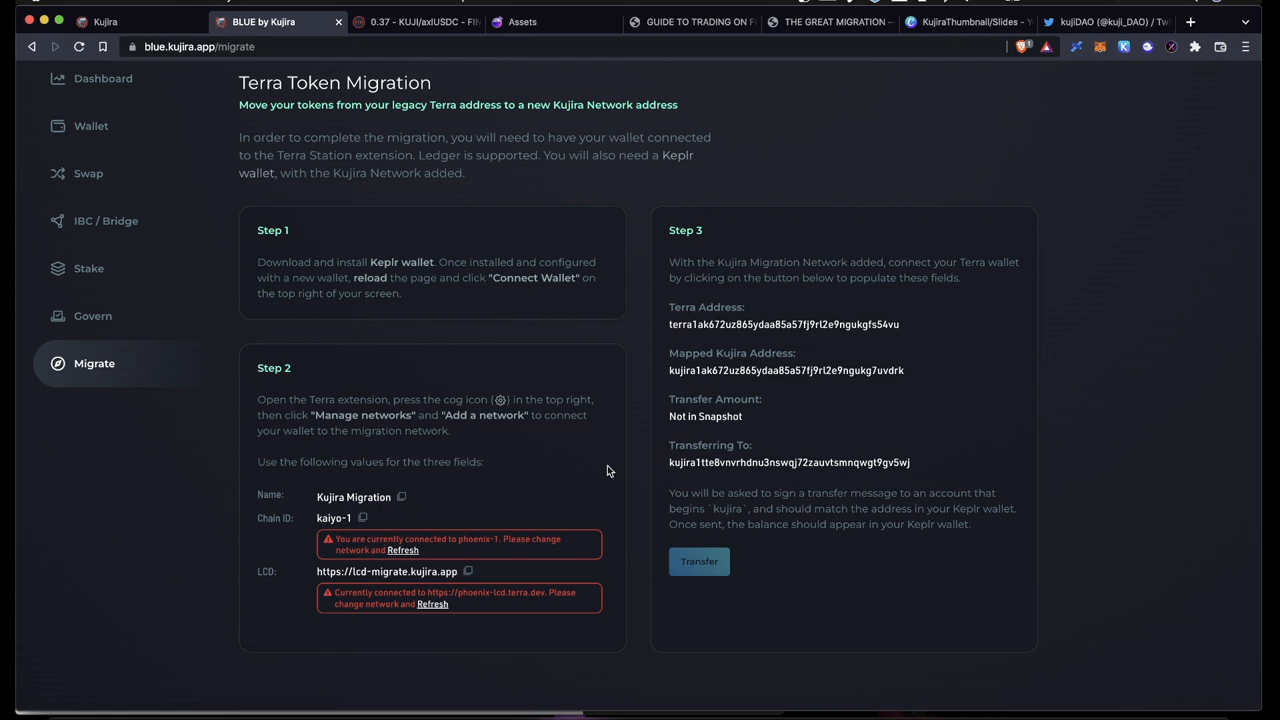 Kujira
BLUE by Kujira
0.37 - KUJI/axlUSDC - FIN
Assets
GUIDE TO TRADING ON F
THE GREAT MIGRATION —
KujiraThumbnail/Slides - 
kujiDAO (@kuji_DAO) / Tw
blue.kujira.app/migrate
1
Dashboard
Wallet
Swap
IBC / Bridge
Stake
Govern
Migrate
Terra Token Migration
Move your tokens from your legacy Terra address to a new Kujira Network address
In order to complete the migration, you will need to have your wallet connected
to the Terra Station extension. Ledger is supported. You will also need a Keplr
wallet, with the Kujira Network added.
Step 1
Download and install Keplr wallet. Once installed and configured
with a new wallet, reload the page and click "Connect Wallet" on
the top right of your screen.
Step 2
Open the Terra extension, press the cog icon ( ) in the top right,
then click "Manage networks" and "Add a network" to connect
your wallet to the migration network.
Use the following values for the three fields:
Name: Kujira Migration
Chain ID: kaiyo-1
You are currently connected to phoenix-1. Please change
network and Refresh
LCD: https://lcd-migrate.kujira.app
Currently connected to https://phoenix-lcd.terra.dev. Please
change network and Refresh
Step 3
With the Kujira Migration Network added, connect your Terra wallet
by clicking on the button below to populate these fields.
Terra Address:
terra1ak672uz865ydaa85a57fj9rl2e9ngukgfs54vu
Mapped Kujira Address:
kujira1ak672uz865ydaa85a57fj9rl2e9ngukg7uvdrk
Transfer Amount:
Not in Snapshot
Transferring To:
kujira1tte8vnvrhdnu3nswqj72zauvtsmnqwgt9gv5wj
You will be asked to sign a transfer message to an account that
begins `kujira`, and should match the address in your Keplr wallet.
Once sent, the balance should appear in your Keplr wallet.
Transfer